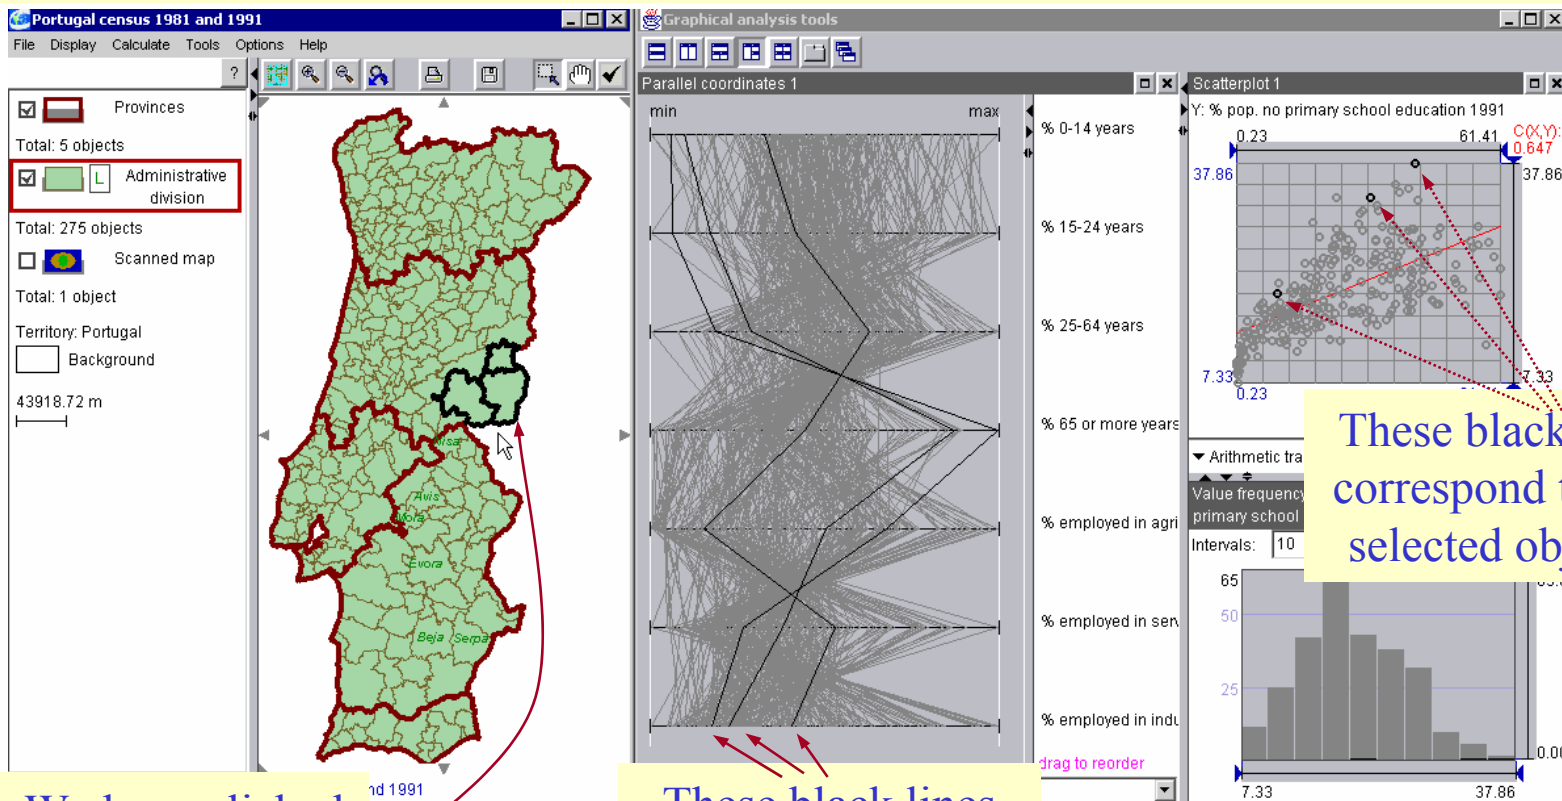 Portugal census 1981 and 1991
File Display Calculate Tools Options Help
?
Provinces
Total: 5 objects
L
Administrative
division
Total: 275 objects
Scanned map
Total: 1 object
Territory: Portugal
Background
43918.72 m
Nisa
Avis
Mora
Evora
Beja Serpa
nd 1991
Graphical analysis tools
Parallel coordinates 1
min max
% 0-14 years
% 15-24 years
% 25-64 years
% 65 or more years
% employed in agri
% employed in serv
% employed in indu
drag to reorder
Scatterplot 1
Y: % pop. no primary school education 1991
0.23 61.41 C(X,Y):
0.647
37.86 37.86
7.33 7.33
0.23
Arithmetic tra
Value frequency
primary school
Intervals: 10
65
50
25
0.00
7.33 37.86
These black
correspond t
selected ob
These black lines